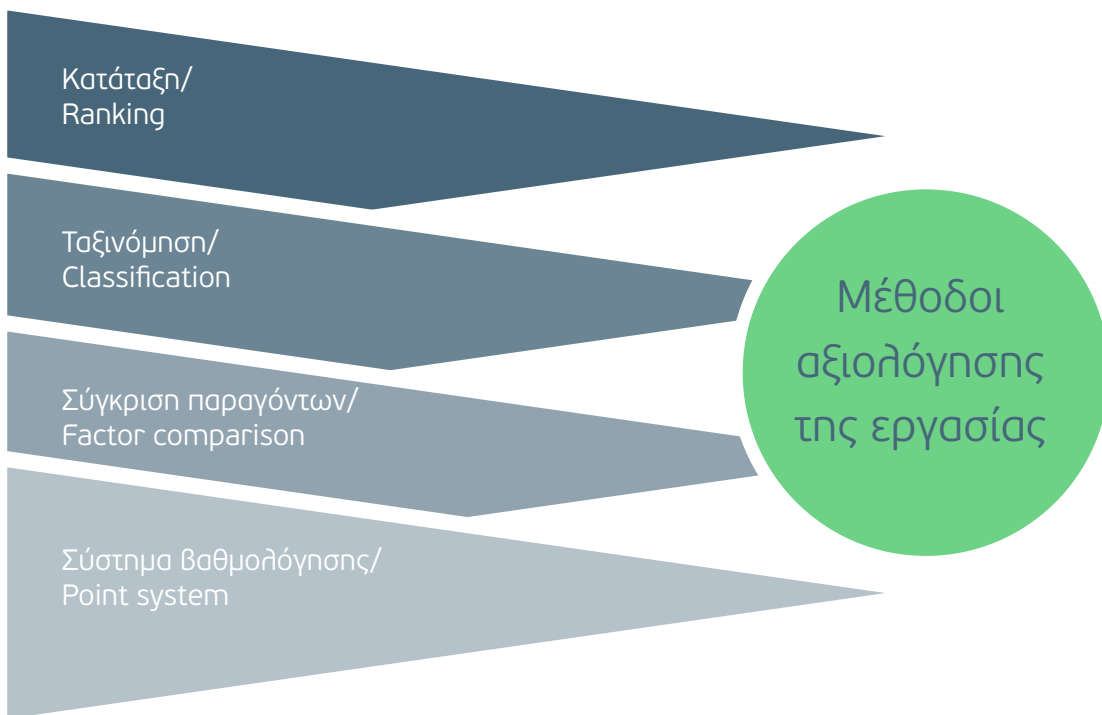 Κατάταξη/
Ranking
Ταξινόμηση/
Classification
Σύγκριση παραγόντων/
Factor comparison
Σύστημα βαθμολόγησης/
Point system
Μέθοδοι
αξιολόγησης
της εργασίας